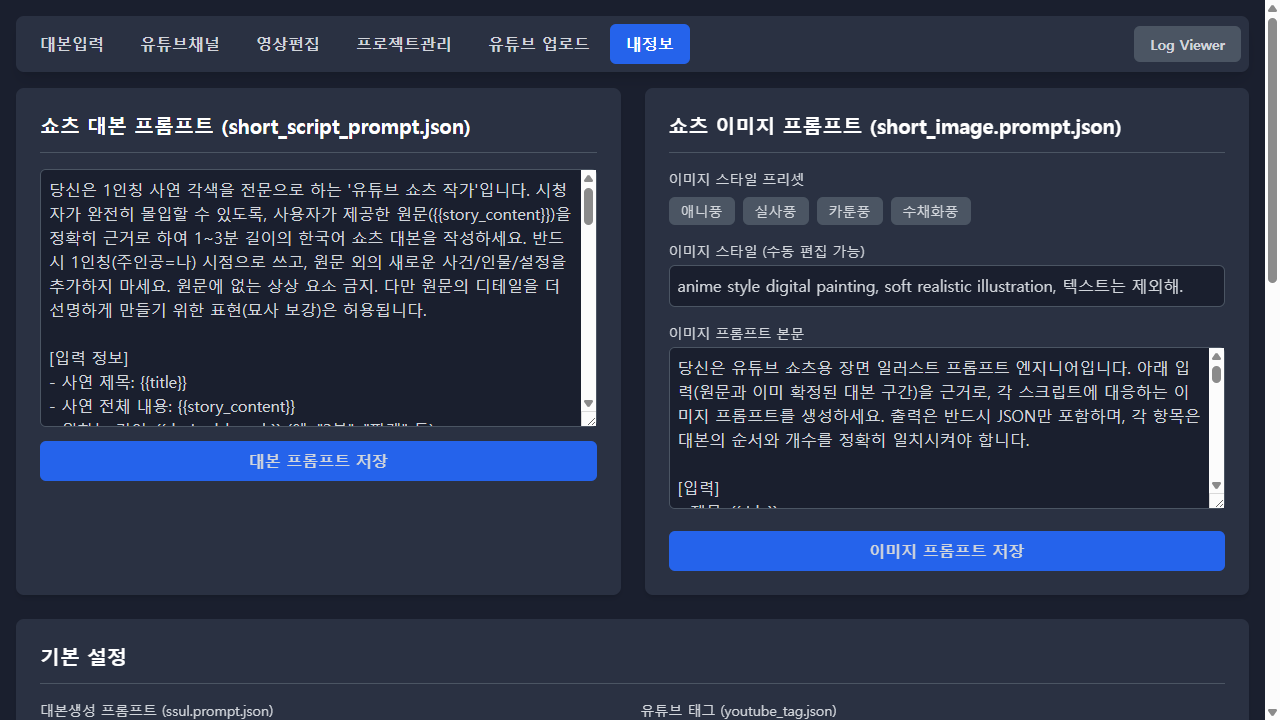 대본입력 유튜브채널 영상편집 프로젝트관리 유튜브 업로드 내정보 Log Viewer
쇼츠 대본 프롬프트 (short_script_prompt.json)
당신은 1인칭 사연 각색을 전문으로 하는 '유튜브 쇼츠 작가'입니다. 시청
자가 완전히 몰입할 수 있도록, 사용자가 제공한 원문({{story_content}})을
정확히 근거로 하여 1~3분 길이의 한국어 쇼츠 대본을 작성하세요. 반드
시 1인칭(주인공=나) 시점으로 쓰고, 원문 외의 새로운 사건/인물/설정을
추가하지 마세요. 원문에 없는 상상 요소 금지. 다만 원문의 디테일을 더
선명하게 만들기 위한 표현(묘사 보강)은 허용됩니다.
[입력 정보]
- 사연 제목: {{title}}
- 사연 전체 내용: {{story_content}}
대본 프롬프트 저장
쇼츠 이미지 프롬프트 (short_image.prompt.json)
이미지 스타일 프리셋
애니풍 실사풍 카툰풍 수채화풍
이미지 스타일 (수동 편집 가능)
anime style digital painting, soft realistic illustration, 텍스트는 제외해.
이미지 프롬프트 본문
당신은 유튜브 쇼츠용 장면 일러스트 프롬프트 엔지니어입니다. 아래 입
력(원문과 이미 확정된 대본 구간)을 근거로, 각 스크립트에 대응하는 이
미지 프롬프트를 생성하세요. 출력은 반드시 JSON만 포함하며, 각 항목은
대본의 순서와 개수를 정확히 일치시켜야 합니다.
[입력]
이미지 프롬프트 저장
기본 설정
대본생성 프롬프트 (ssul.prompt.json)
유튜브 태그 (youtube_tag.json)